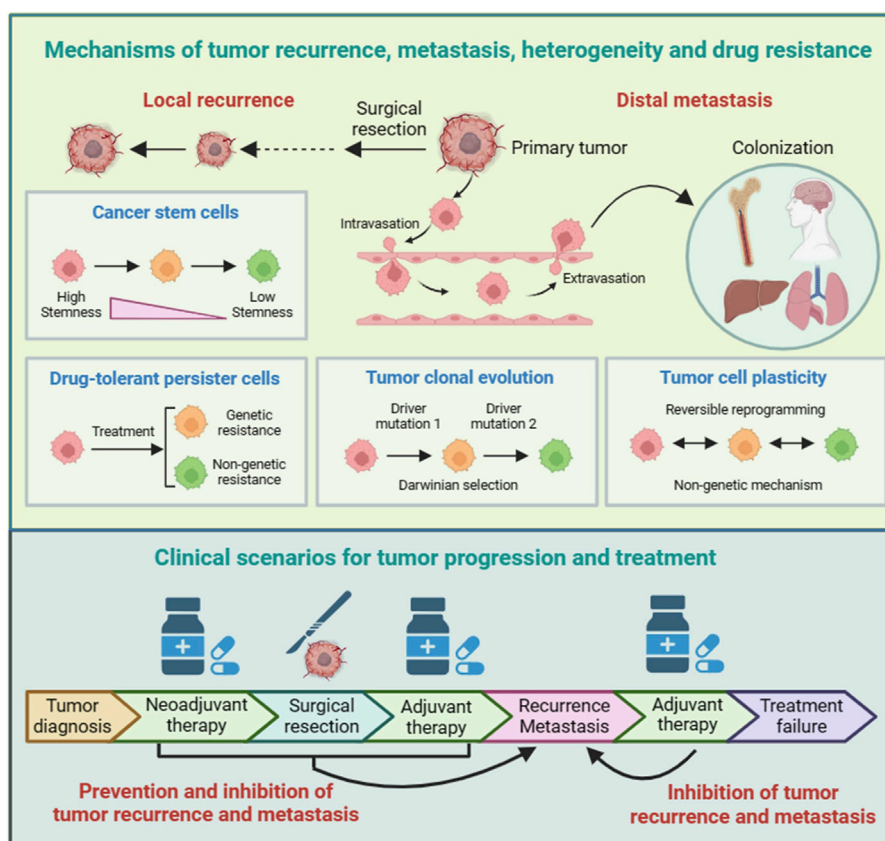 Mechanisms of tumor recurrence, metastasis, heterogeneity and drug resistance
Local recurrence
Surgical
resection
Distal metastasis
Primary tumor
Colonization
Cancer stem cells
High
Stemness
Low
Stemness
Intravasation
Extravasation
Drug-tolerant persister cells
Treatment
Genetic
resistance
Non-genetic
resistance
Tumor clonal evolution
Driver
mutation 1
Driver
mutation 2
Darwinian selection
Tumor cell plasticity
Reversible reprogramming
Non-genetic mechanism
Clinical scenarios for tumor progression and treatment
Tumor
diagnosis
Neoadjuvant
therapy
Surgical
resection
Adjuvant
therapy
Recurrence
Metastasis
Adjuvant
therapy
Treatment
failure
Prevention and inhibition of
tumor recurrence and metastasis
Inhibition of tumor
recurrence and metastasis